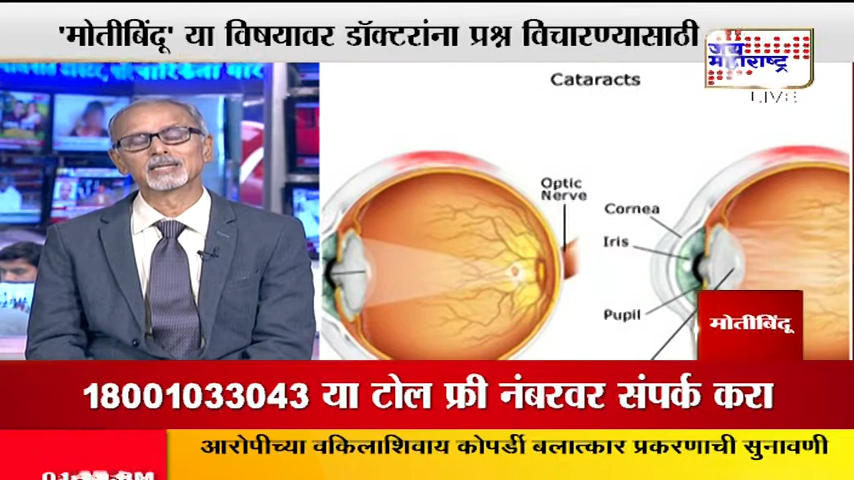 'मोतीबिंदू' या विषयावर डॉक्टरांना प्रश्न विचारण्यासाठी
जय
महाराष्ट्र
LIVE
Cataracts
Optic
Nerve
Cornea
Iris
Pupil
मोतीबिंदू
18001033043 या टोल फ्री नंबरवर संपर्क करा
आरोपीच्या वकिलाशिवाय कोपर्डी बलात्कार प्रकरणाची सुनावणी